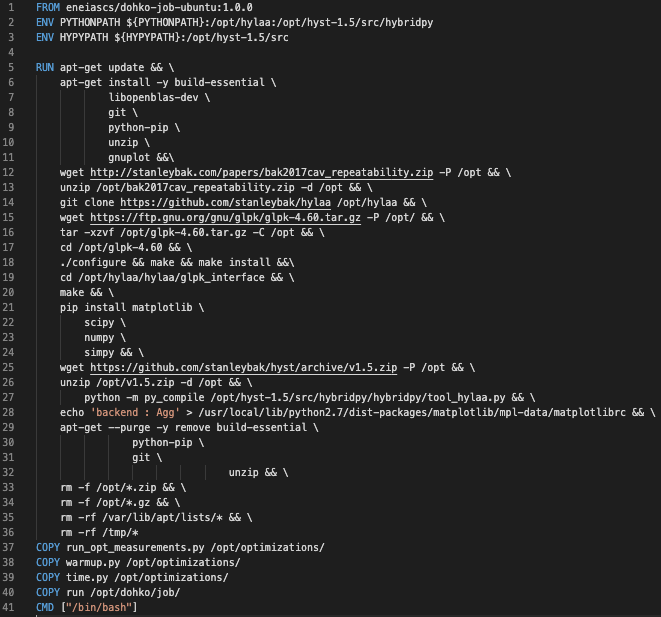 1 FROM eneiascs/dohko-job-ubuntu:1.0.0
2 ENV PYTHONPATH ${PYTHONPATH}:/opt/hylaa:/opt/hyst-1.5/src/hybridpy
3 ENV HYPYPATH ${HYPYPATH}:/opt/hyst-1.5/src
4
5 RUN apt-get update && \
6     apt-get install -y build-essential \
7             libopenblas-dev \
8             git \
9             python-pip \
10             unzip \
11             gnuplot &&\
12     wget http://stanleybak.com/papers/bak2017cav_repeatability.zip -P /opt && \
13     unzip /opt/bak2017cav_repeatability.zip -d /opt && \
14     git clone https://github.com/stanleybak/hylaa /opt/hylaa && \
15     wget https://ftp.gnu.org/gnu/glpk/glpk-4.60.tar.gz -P /opt/ && \
16     tar -xzvf /opt/glpk-4.60.tar.gz -C /opt && \
17     cd /opt/glpk-4.60 && \
18     ./configure && make && make install &&\
19     cd /opt/hylaa/hylaa/glpk_interface && \
20     make && \
21     pip install matplotlib \
22         scipy \
23         numpy \
24         simpy && \
25     wget https://github.com/stanleybak/hyst/archive/v1.5.zip -P /opt && \
26     unzip /opt/v1.5.zip -d /opt && \
27         python -m py_compile /opt/hyst-1.5/src/hybridpy/hybridpy/tool_hylaa.py && \
28     echo 'backend : Agg' > /usr/local/lib/python2.7/dist-packages/matplotlib/mpl-data/matplotlibrc && \
29     apt-get --purge -y remove build-essential \
30                 python-pip \
31                 git \
32                                 unzip && \
33     rm -f /opt/*.zip && \
34     rm -f /opt/*.gz && \
35     rm -rf /var/lib/apt/lists/* && \
36     rm -rf /tmp/*
37 COPY run_opt_measurements.py /opt/optimizations/
38 COPY warmup.py /opt/optimizations/
39 COPY time.py /opt/optimizations/
40 COPY run /opt/dohko/job/
41 CMD ["/bin/bash"]